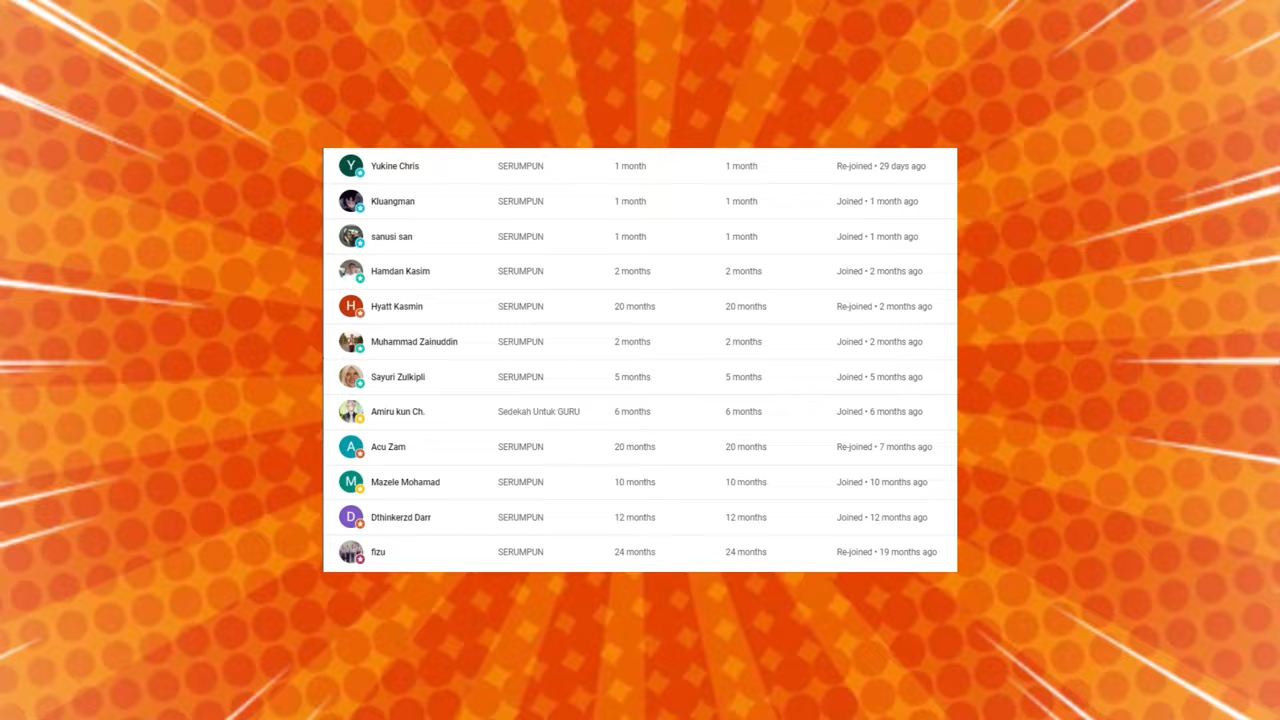 Y Yukine Chris SERUMPUN 1 month 1 month Re-joined • 29 days ago
Kluangman SERUMPUN 1 month 1 month Joined • 1 month ago
sanusi san SERUMPUN 1 month 1 month Joined • 1 month ago
Hamdan Kasim SERUMPUN 2 months 2 months Joined • 2 months ago
H Hyatt Kasmin SERUMPUN 20 months 20 months Re-joined • 2 months ago
Muhammad Zainuddin SERUMPUN 2 months 2 months Joined • 2 months ago
Sayuri Zulkipli SERUMPUN 5 months 5 months Joined • 5 months ago
Amiru kun Ch. Sedekah Untuk GURU 6 months 6 months Joined • 6 months ago
A Acu Zam SERUMPUN 20 months 20 months Re-joined • 7 months ago
M Mazele Mohamad SERUMPUN 10 months 10 months Joined • 10 months ago
D Dthinkerzd Darr SERUMPUN 12 months 12 months Joined • 12 months ago
fizu SERUMPUN 24 months 24 months Re-joined • 19 months ago